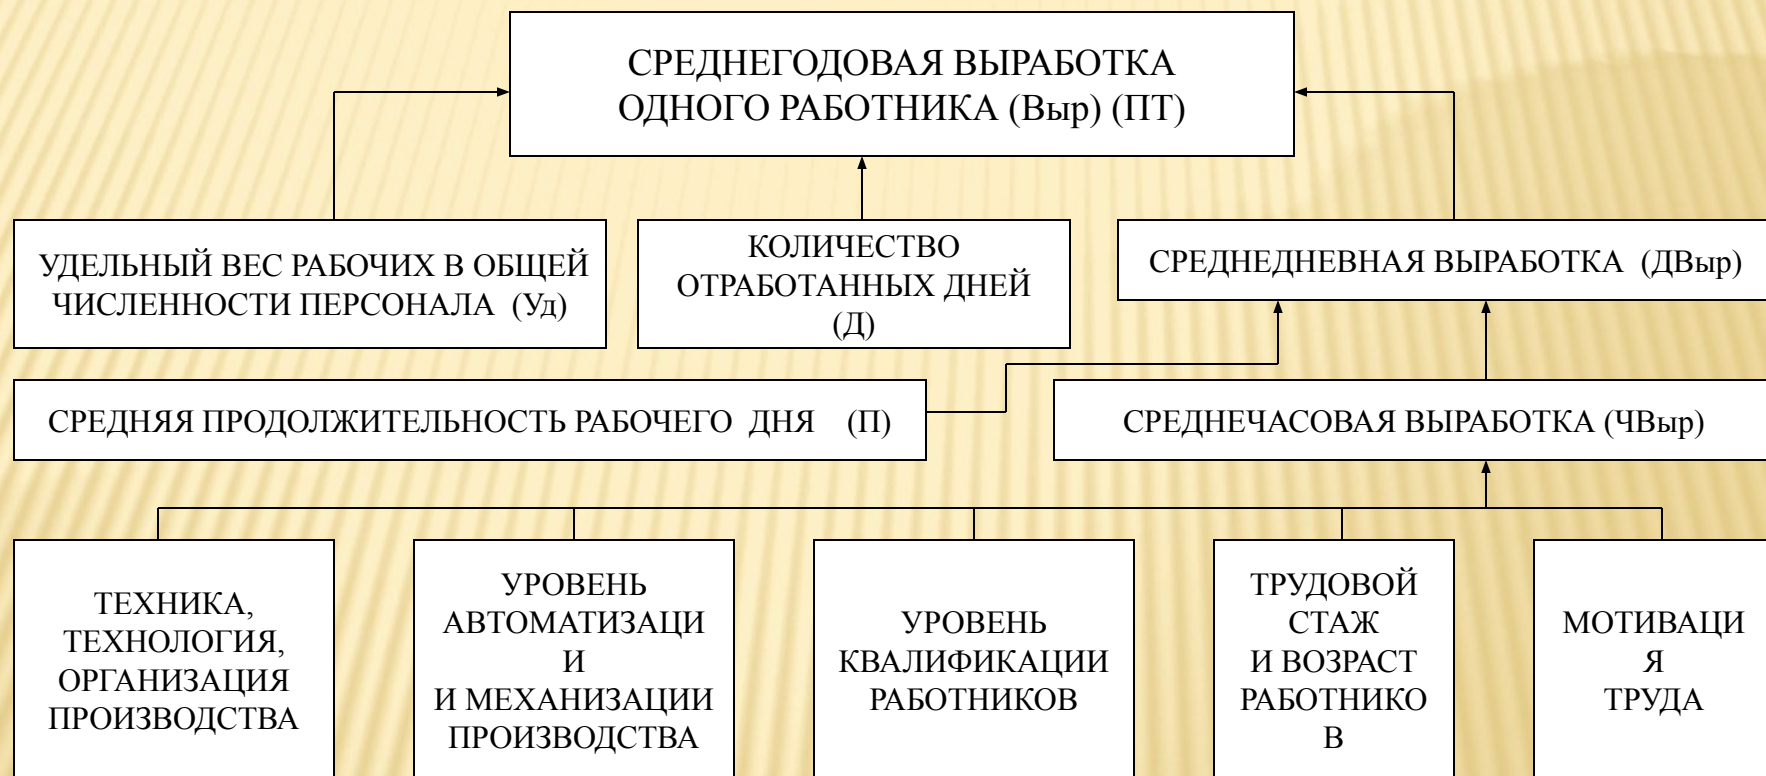 СРЕДНЕГОДОВАЯ ВЫРАБОТКА
ОДНОГО РАБОТНИКА (Выр) (ПТ)
УДЕЛЬНЫЙ ВЕС РАБОЧИХ В ОБЩЕЙ
ЧИСЛЕННОСТИ ПЕРСОНАЛА (Уд)
КОЛИЧЕСТВО
ОТРАБОТАННЫХ ДНЕЙ
(Д)
СРЕДНЕДНЕВНАЯ ВЫРАБОТКА (ДВыр)
СРЕДНЯЯ ПРОДОЛЖИТЕЛЬНОСТЬ РАБОЧЕГО ДНЯ (П)
СРЕДНЕЧАСОВАЯ ВЫРАБОТКА (ЧВыр)
ТЕХНИКА,
ТЕХНОЛОГИЯ,
ОРГАНИЗАЦИЯ
ПРОИЗВОДСТВА
УРОВЕНЬ
АВТОМАТИЗАЦИ
И
И МЕХАНИЗАЦИИ
ПРОИЗВОДСТВА
УРОВЕНЬ
КВАЛИФИКАЦИИ
РАБОТНИКОВ
ТРУДОВОЙ
СТАЖ
И ВОЗРАСТ
РАБОТНИКО
В
МОТИВАЦИ
Я
ТРУДА